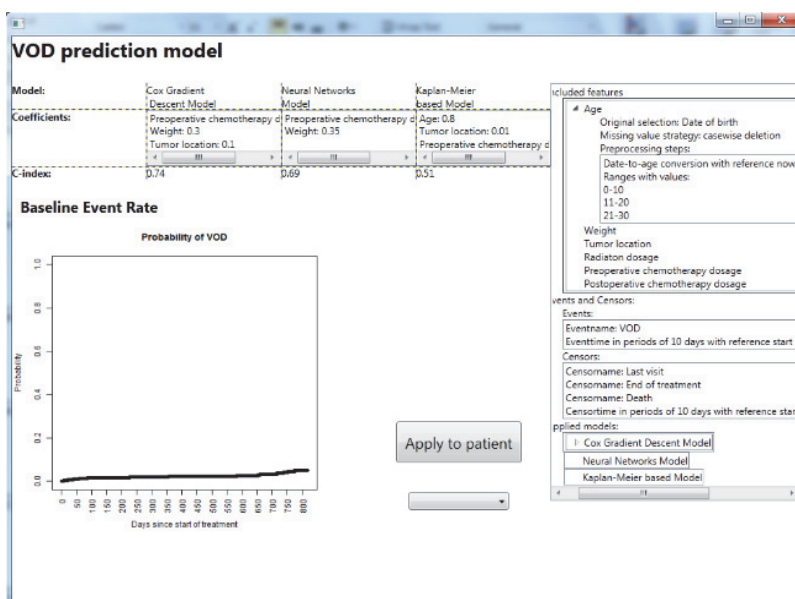 VOD prediction model
Model:
Cox Gradient
Descent Model
Neural Networks
Model
Kaplan-Meier
based Model
Coefficients:
Preoperative chemotherapy d
Weight: 0.3
Tumor location: 0.1
Preoperative chemotherapy d
Weight: 0.35
Age: 0.8
Tumor location: 0.01
Preoperative chemotherapy d
C-index:
0.74
0.69
0.51
Baseline Event Rate
Probability of VOD
Probability
1.0
0.8
0.6
0.4
0.2
0.0
0 50 100 150 200 250 300 350 400 450 500 550 600 650 700 750 800
Days since start of treatment
Apply to patient
ncluded features
Age
Original selection: Date of birth
Missing value strategy: casewise deletion
Preprocessing steps:
Date-to-age conversion with reference now
Ranges with values:
0-10
11-20
21-30
Weight
Tumor location
Radiaton dosage
Preoperative chemotherapy dosage
Postoperative chemotherapy dosage
vents and Censors:
Events:
Eventname: VOD
Eventtime in periods of 10 days with reference start
Censors:
Censorname: Last visit
Censorname: End of treatment
Censorname: Death
Censortime in periods of 10 days with reference start
pplied models:
Cox Gradient Descent Model
Neural Networks Model
Kaplan-Meier based Model